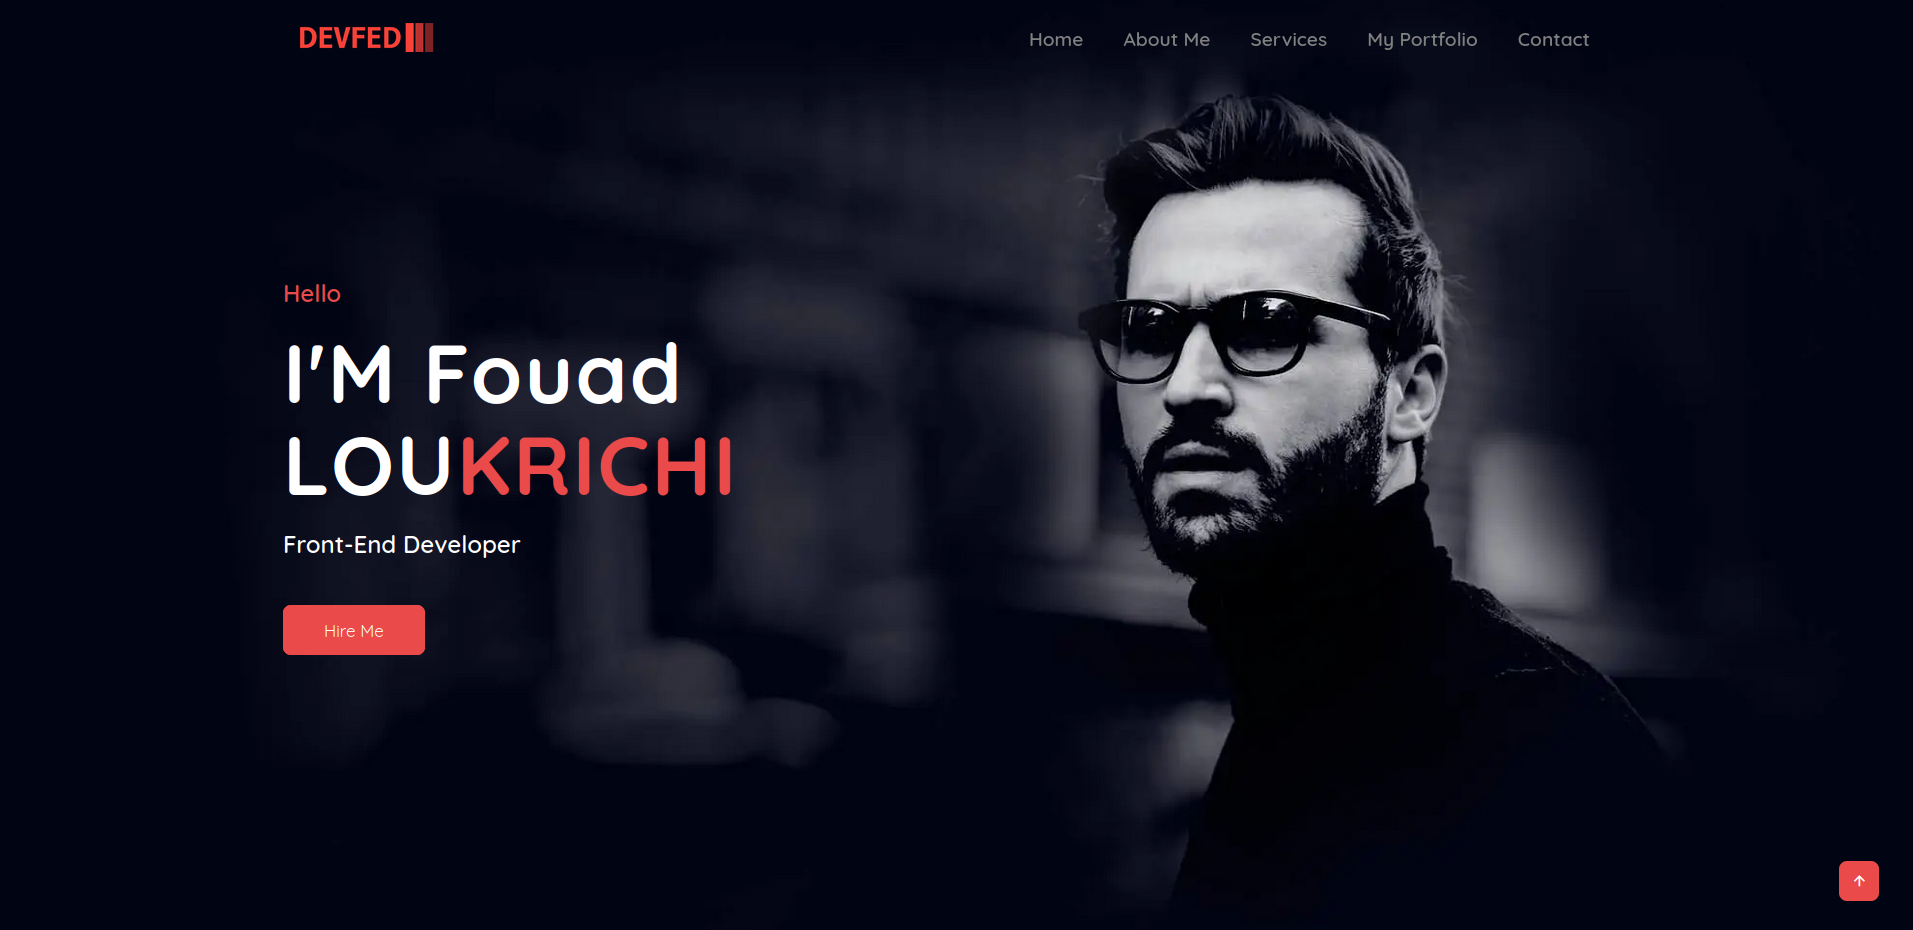 DEVFED
Home About Me Services My Portfolio Contact
Hello
I'M Fouad
LOUKRICHI
Front-End Developer
Hire Me